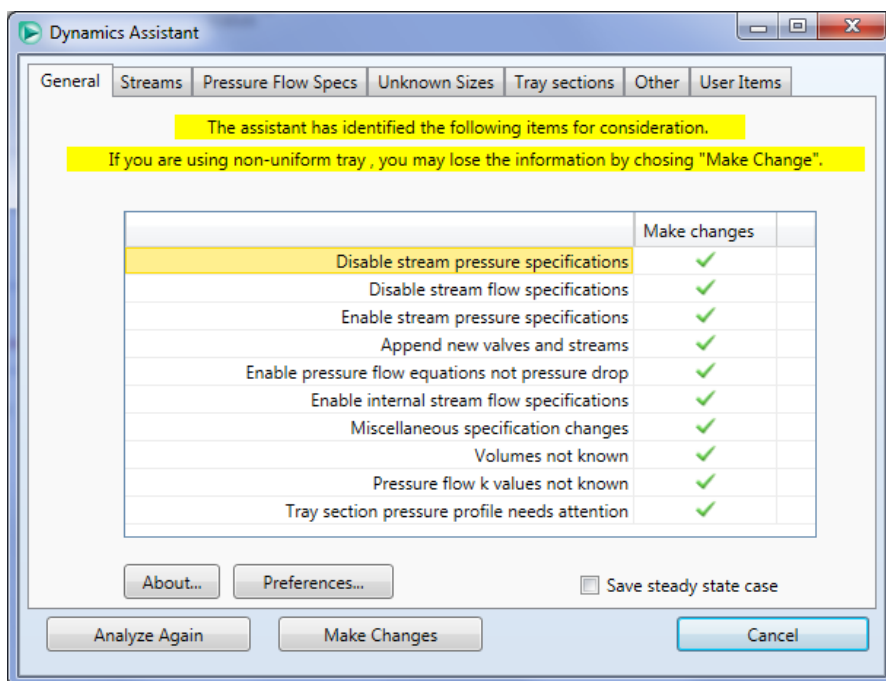 Dynamics Assistant
General Streams Pressure Flow Specs Unknown Sizes Tray sections Other User Items
The assistant has identified the following items for consideration.
If you are using non-uniform tray , you may lose the information by chosing "Make Change".
Make changes
Disable stream pressure specifications
Disable stream flow specifications
Enable stream pressure specifications
Append new valves and streams
Enable pressure flow equations not pressure drop
Enable internal stream flow specifications
Miscellaneous specification changes
Volumes not known
Pressure flow k values not known
Tray section pressure profile needs attention
About... Preferences... Save steady state case
Analyze Again Make Changes Cancel